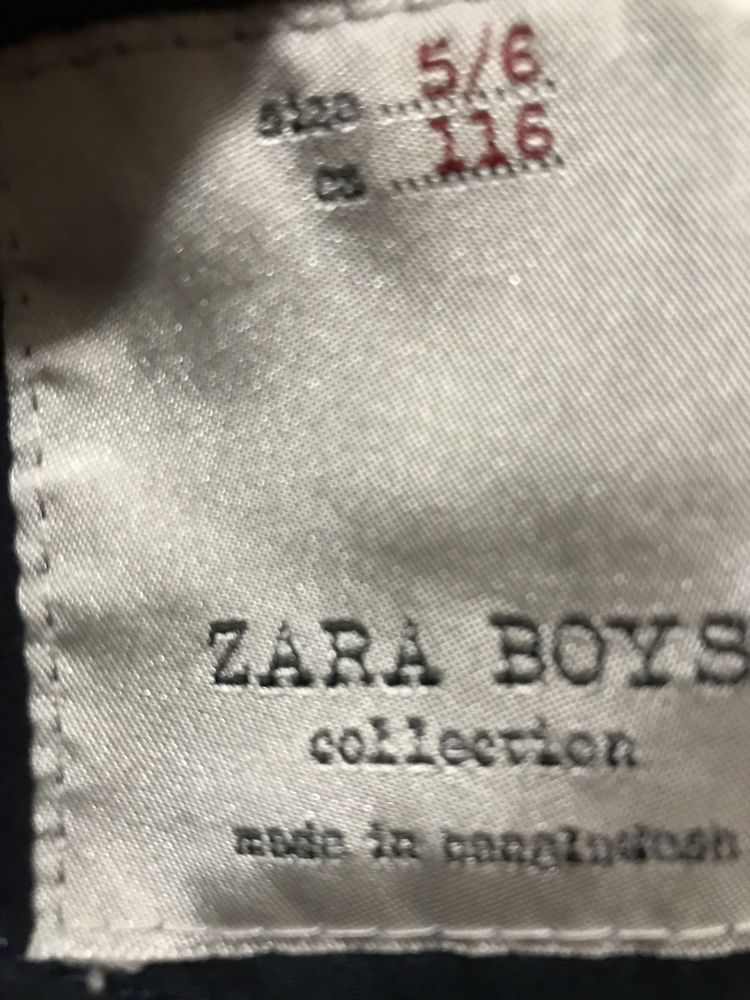 size 5/6
cm 116
ZARA BOYS
collection
made in bangladesh